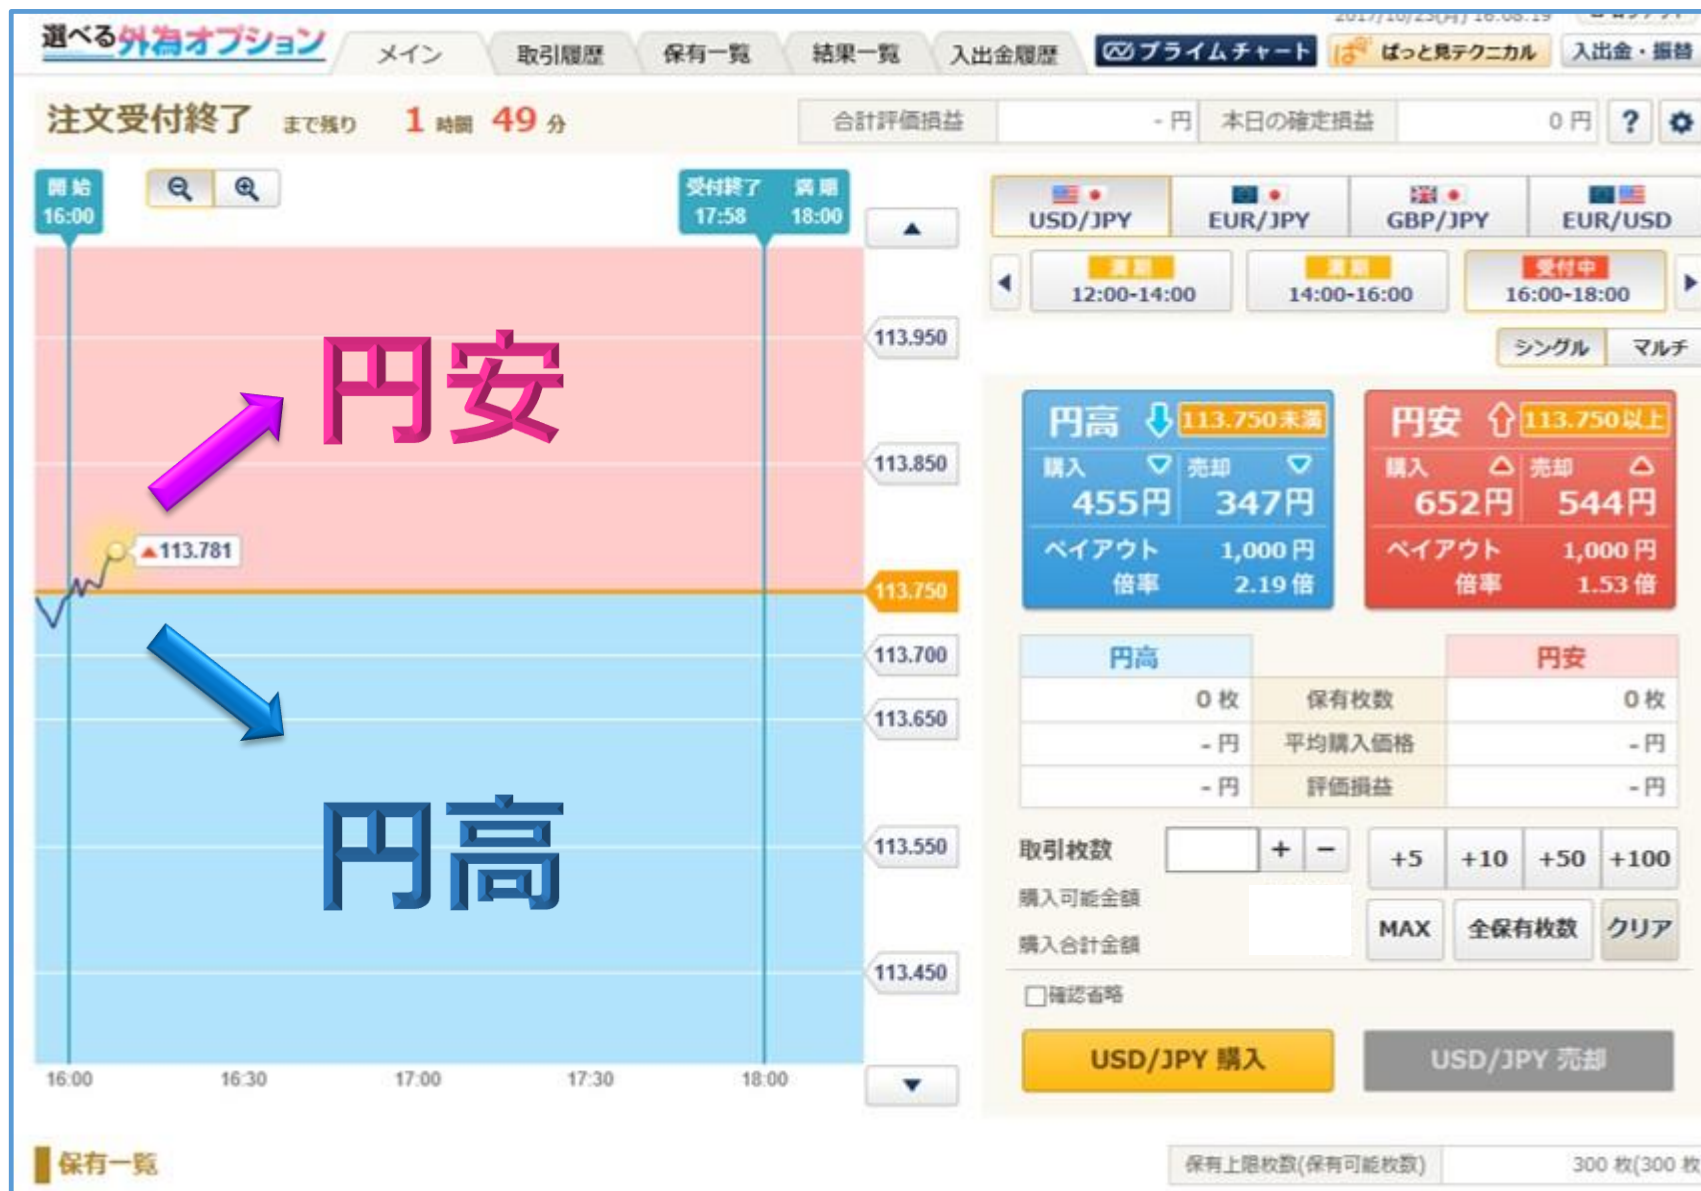 選べる外為オプション
メイン
取引履歴
保有一覧
結果一覧
入出金履歴
プライムチャート
ぱっと見テクニカル
入出金・振替
注文受付終了 まで残り 1 時間 49 分
合計評価損益 - 円 本日の確定損益 0 円 ?
開始
16:00
受付終了
17:58
満期
18:00
113.950
113.850
113.781
113.750
113.700
113.650
113.550
113.450
円安
円高
16:00 16:30 17:00 17:30 18:00
USD/JPY EUR/JPY GBP/JPY EUR/USD
満期
12:00-14:00
満期
14:00-16:00
受付中
16:00-18:00
シングル マルチ
円高 113.750未満
購入 売却
455円 347円
ペイアウト 1,000 円
倍率 2.19 倍
円安 113.750以上
購入 売却
652円 544円
ペイアウト 1,000 円
倍率 1.53 倍
円高 円安
0 枚 保有枚数 0 枚
- 円 平均購入価格 - 円
- 円 評価損益 - 円
取引枚数 + - +5 +10 +50 +100
購入可能金額
購入合計金額
MAX 全保有枚数 クリア
確認省略
USD/JPY 購入 USD/JPY 売却
保有一覧
保有上限枚数(保有可能枚数) 300 枚(300 枚